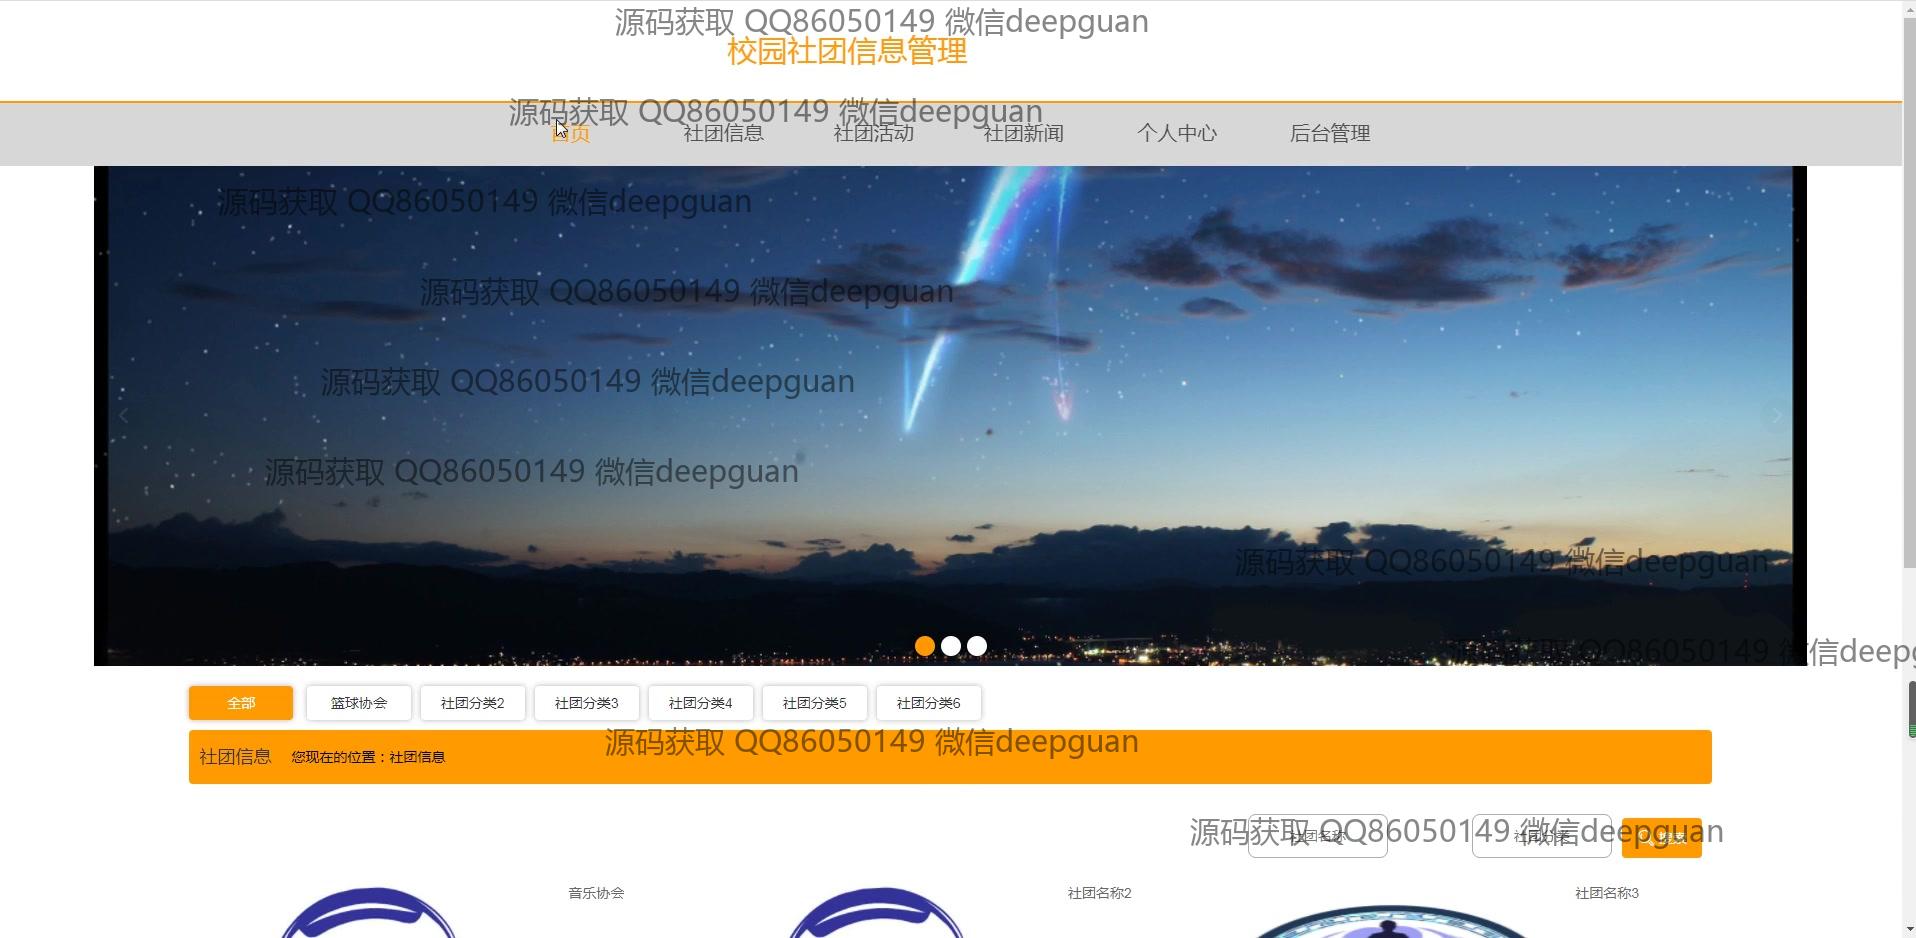 源码获取 QQ86050149 微信deepguan
校园社团信息管理
源码获取 QQ86050149 微信deepguan
首页 社团信息 社团活动 社团新闻 个人中心 后台管理
源码获取 QQ86050149 微信deepguan
源码获取 QQ86050149 微信deepguan
源码获取 QQ86050149 微信deepguan
源码获取 QQ86050149 微信deepguan
源码获取 QQ86050149 微信deepguan
源码获取 QQ86050149 微信deepg
全部 篮球协会 社团分类2 社团分类3 社团分类4 社团分类5 社团分类6
源码获取 QQ86050149 微信deepguan
社团信息 您现在的位置：社团信息
源码获取 QQ86050149 微信deepguan
社团名称 社团分类 搜索
音乐协会 社团名称2 社团名称3